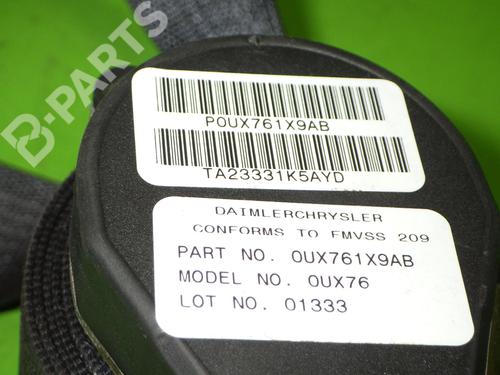 B-PARTS
P0UX761X9AB
TA23331K5AYD
DAIMLERCHRYSLER
CONFORMS TO FMVSS 209
PART NO. 0UX761X9AB
MODEL NO. 0UX76
LOT NO. 01333